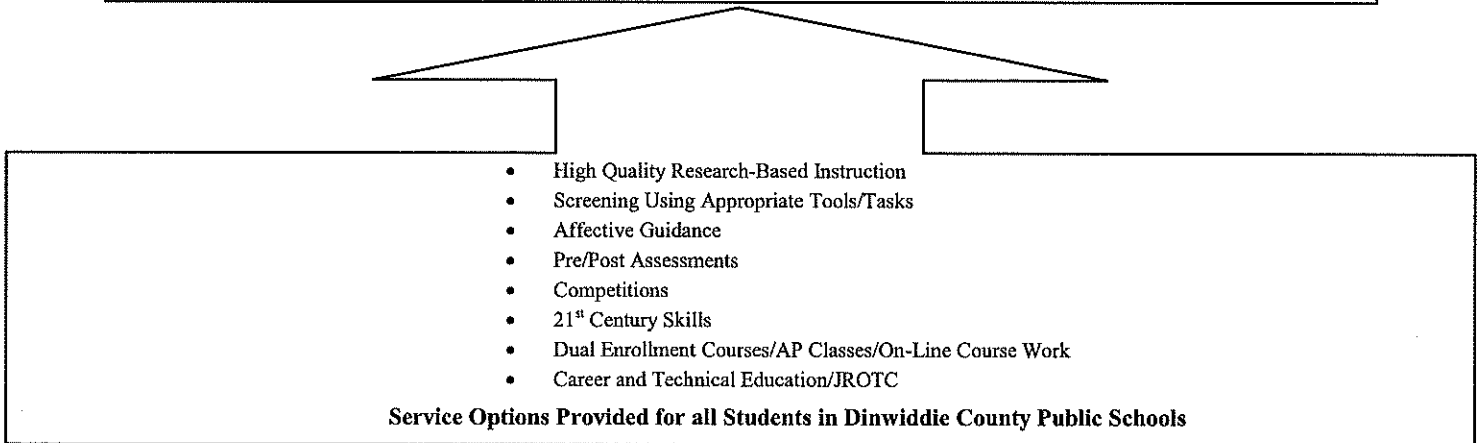 • High Quality Research-Based Instruction
• Screening Using Appropriate Tools/Tasks
• Affective Guidance
• Pre/Post Assessments
• Competitions
• 21st Century Skills
• Dual Enrollment Courses/AP Classes/On-Line Course Work
• Career and Technical Education/JROTC
Service Options Provided for all Students in Dinwiddie County Public Schools